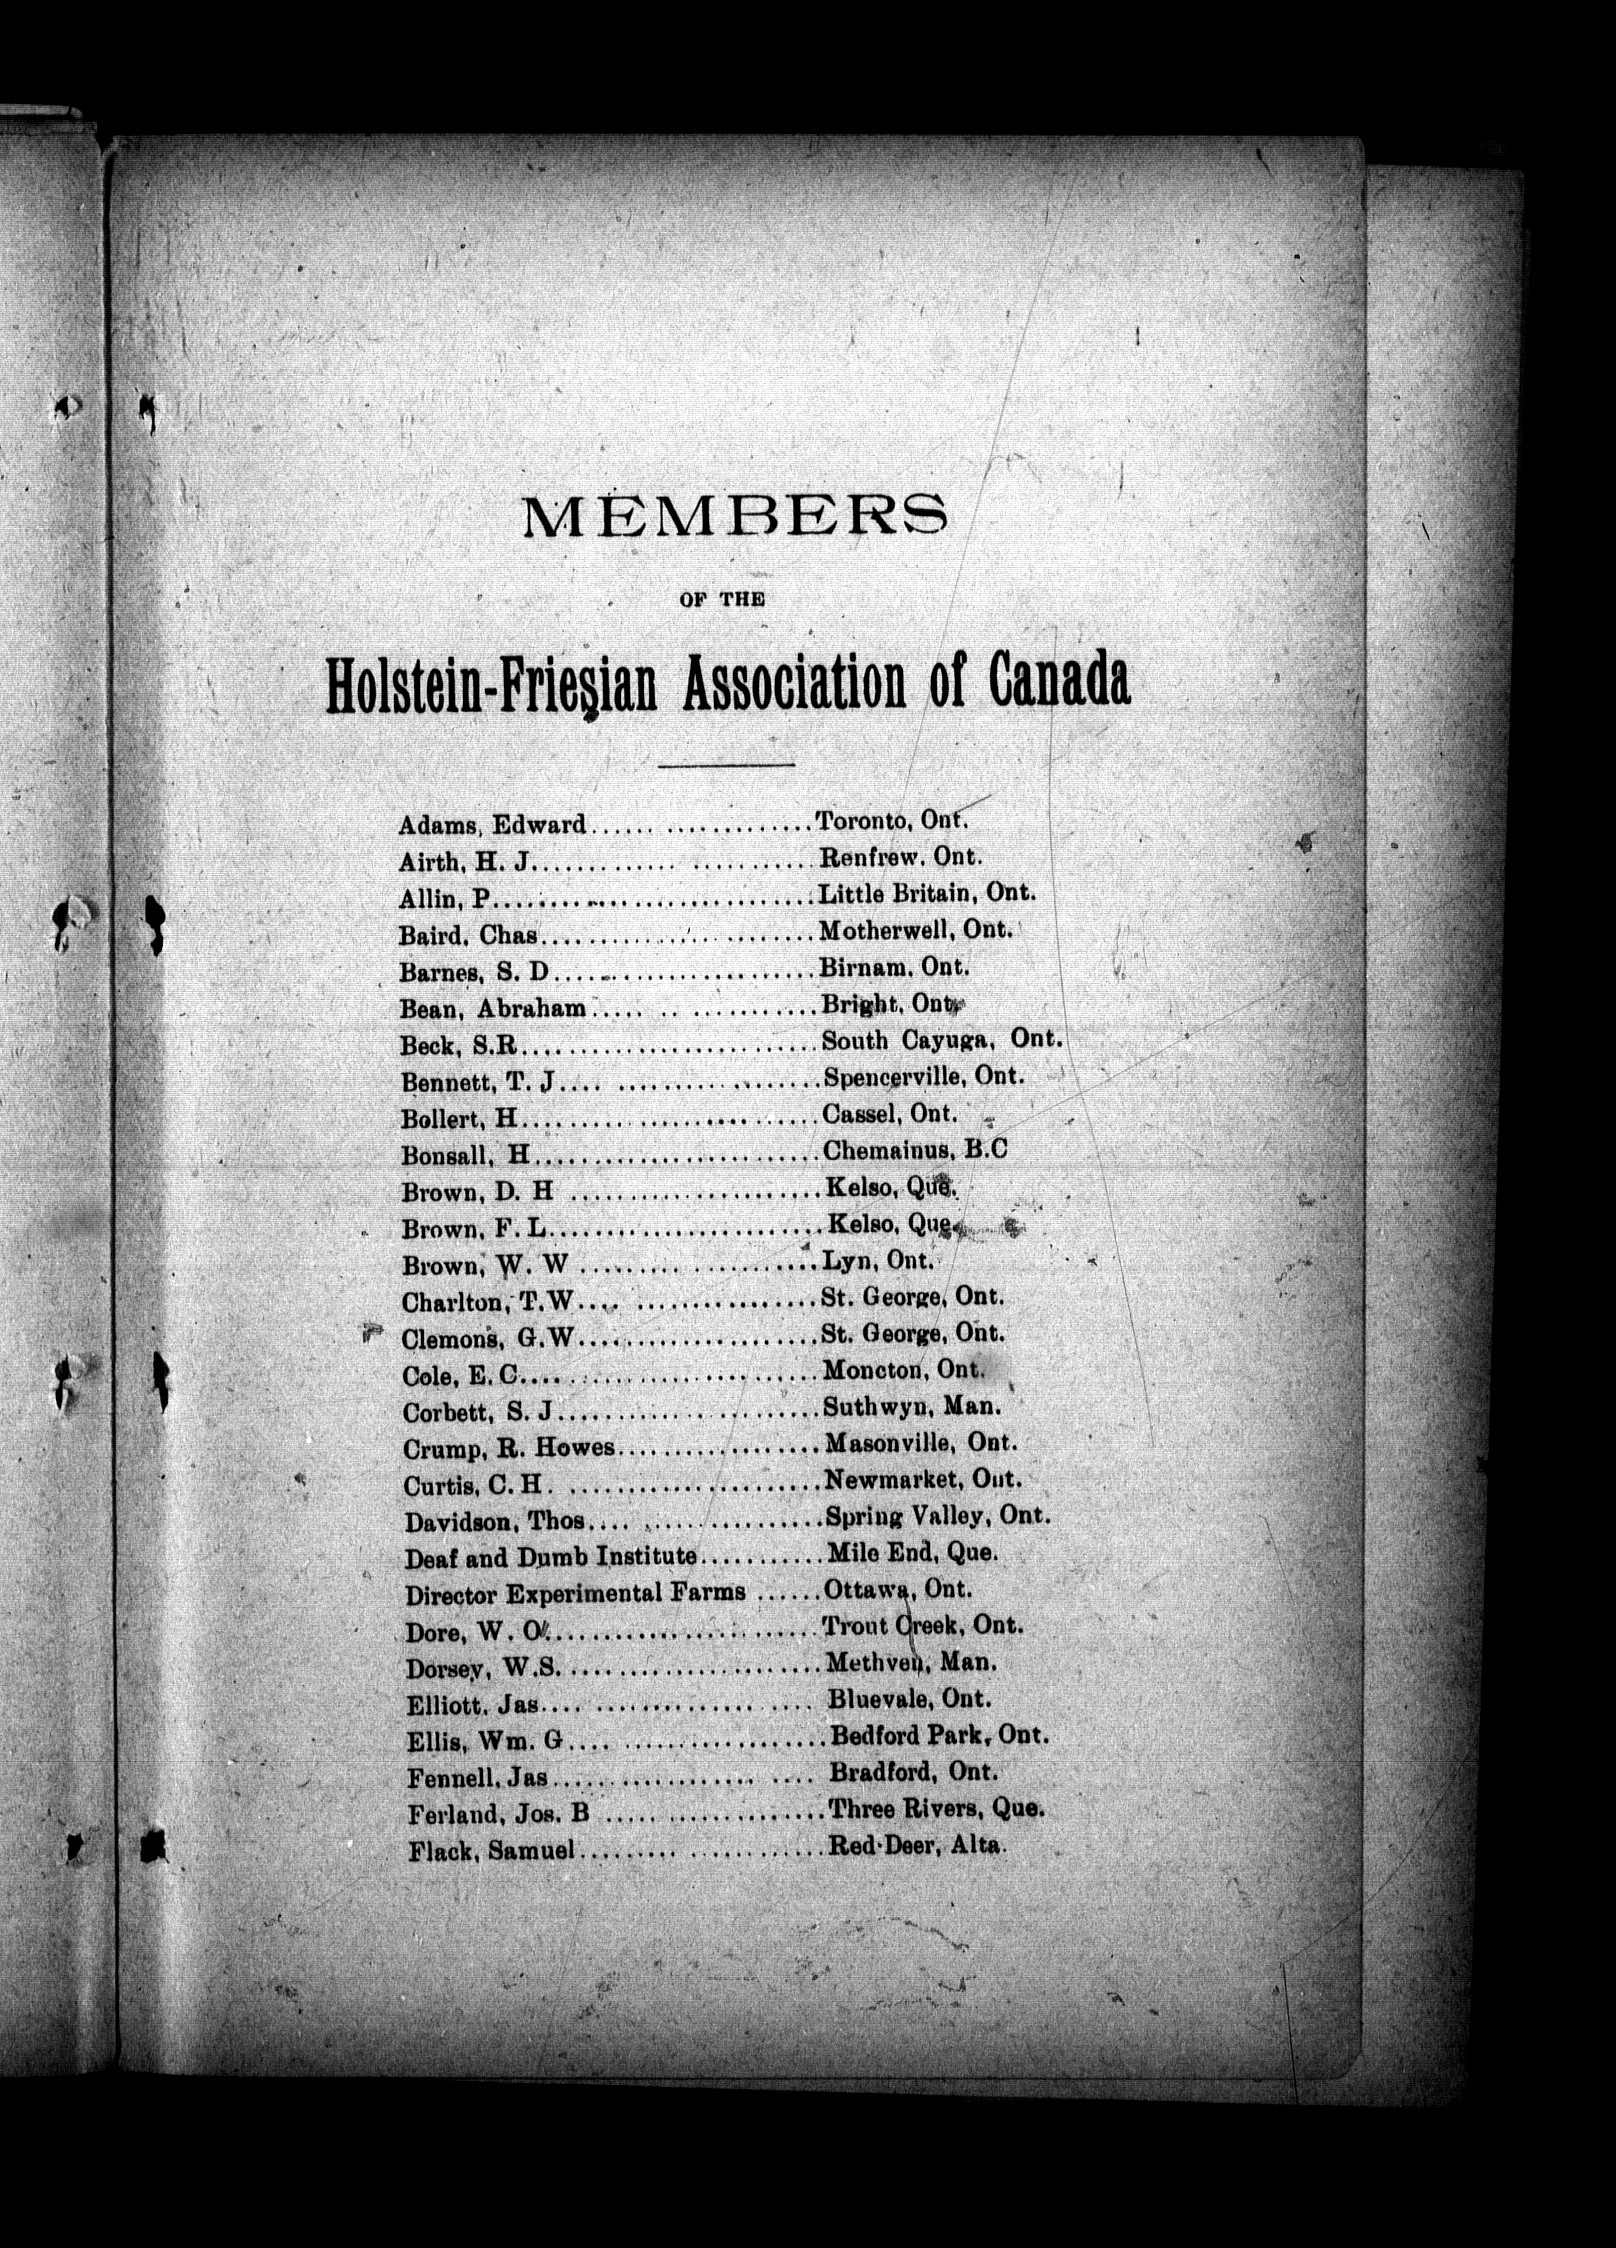 MEMBERS
OF THE
Holstein-Friesian Association of Canada
Adams, Edward...... ................Toronto, Ont.
Airth, H. J............. ...........Renfrew. Ont.
Allin, P............................Little Britain, Ont.
Baird. Chas.........................Motherwell, Ont.
Barnes, S. D........................Birnam. Ont.
Bean, Abraham..... .. ...........Bright, Ont.
Beck, S.R..........................South Cayuga, Ont.
Bennett, T. J.... ..................Spencerville, Ont.
Bollert, H..........................Cassel, Ont.
Bonsall, H.........................Chemainus, B.C
Brown, D. H ......................Kelso, Que.
Brown, F. L........................Kelso, Que.
Brown, W. W ......... ...........Lyn, Ont.
Charlton, T.W.... ................St. George, Ont.
Clemons, G.W.....................St. George, Ont.
Cole, E. C..........................Moncton, Ont.
Corbett, S. J.......................Suthwyn, Man.
Crump, R. Howes..................Masonville, Ont.
Curtis, C. H. ......................Newmarket, Ont.
Davidson, Thos.... ................Spring Valley, Ont.
Deaf and Dumb Institute...........Mile End, Que.
Director Experimental Farms ......Ottawa, Ont.
Dore, W. O........................Trout Creek, Ont.
Dorsey, W.S.......................Methven, Man.
Elliott. Jas.... .............. .... Bluevale, Ont.
Ellis, Wm. G.... ..................Bedford Park, Ont.
Fennell, Jas..... ............ .... Bradford, Ont.
Ferland, Jos. B ..... ..............Three Rivers, Que.
Flack, Samuel......... ............Red Deer, Alta.